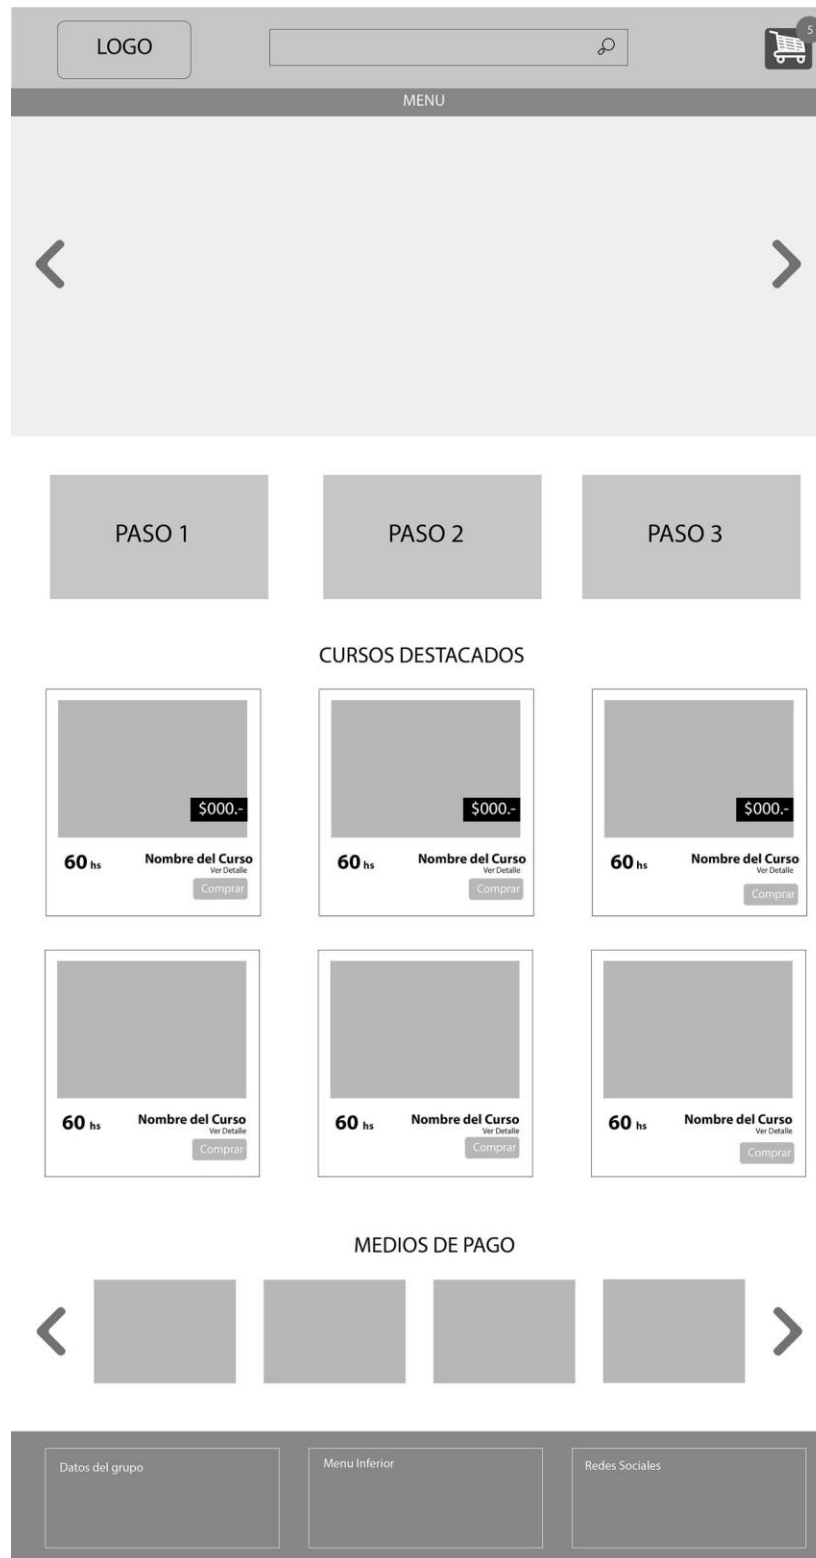 LOGO
5
MENU
PASO 1 PASO 2 PASO 3
CURSOS DESTACADOS
$000.- $000.- $000.-
60 hs Nombre del Curso 60 hs Nombre del Curso 60 hs Nombre del Curso
Ver Detalle Ver Detalle Ver Detalle
Comprar Comprar Comprar
60 hs Nombre del Curso 60 hs Nombre del Curso 60 hs Nombre del Curso
Ver Detalle Ver Detalle Ver Detalle
Comprar Comprar Comprar
MEDIOS DE PAGO
Datos del grupo Menu Inferior Redes Sociales